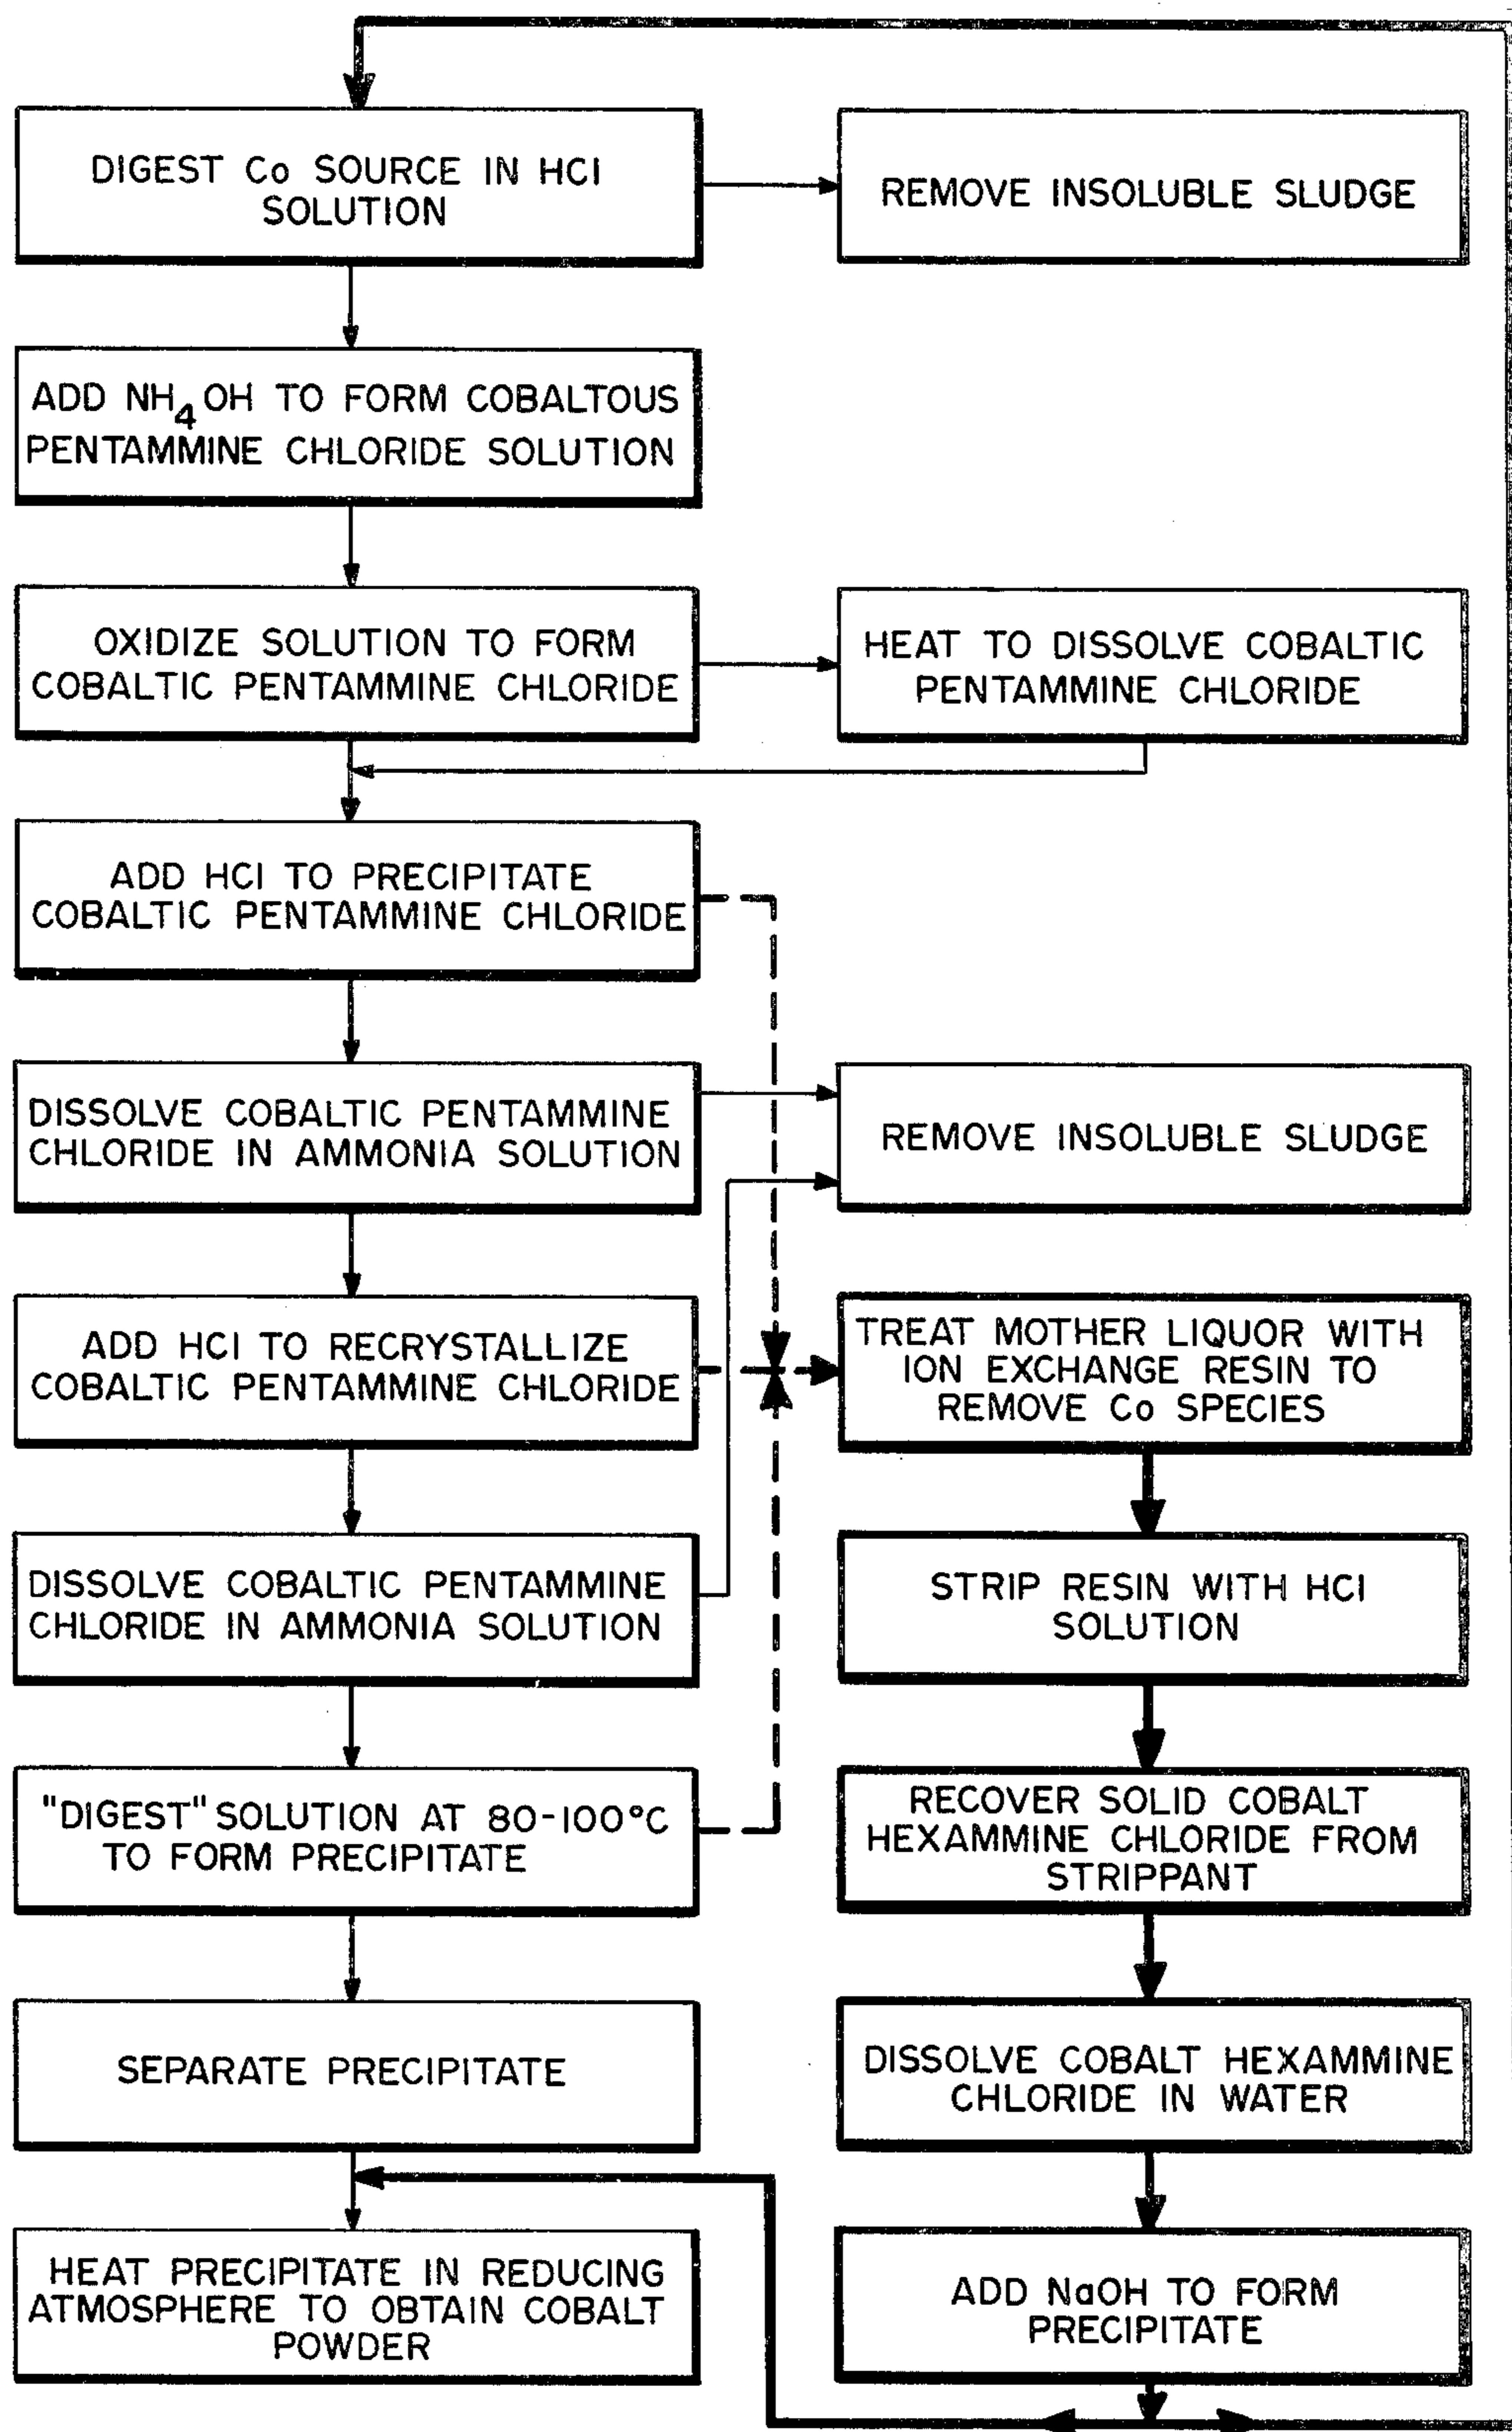 DIGEST Co SOURCE IN HCl
SOLUTION
REMOVE INSOLUBLE SLUDGE
ADD NH4OH TO FORM COBALTOUS
PENTAMMINE CHLORIDE SOLUTION
OXIDIZE SOLUTION TO FORM
COBALTIC PENTAMMINE CHLORIDE
HEAT TO DISSOLVE COBALTIC
PENTAMMINE CHLORIDE
ADD HCl TO PRECIPITATE
COBALTIC PENTAMMINE CHLORIDE
DISSOLVE COBALTIC PENTAMMINE
CHLORIDE IN AMMONIA SOLUTION
REMOVE INSOLUBLE SLUDGE
ADD HCl TO RECRYSTALLIZE
COBALTIC PENTAMMINE CHLORIDE
TREAT MOTHER LIQUOR WITH
ION EXCHANGE RESIN TO
REMOVE Co SPECIES
DISSOLVE COBALTIC PENTAMMINE
CHLORIDE IN AMMONIA SOLUTION
STRIP RESIN WITH HCl
SOLUTION
"DIGEST" SOLUTION AT 80-100°C
TO FORM PRECIPITATE
RECOVER SOLID COBALT
HEXAMMINE CHLORIDE FROM
STRIPPANT
SEPARATE PRECIPITATE
DISSOLVE COBALT HEXAMMINE
CHLORIDE IN WATER
HEAT PRECIPITATE IN REDUCING
ATMOSPHERE TO OBTAIN COBALT
POWDER
ADD NaOH TO FORM
PRECIPITATE